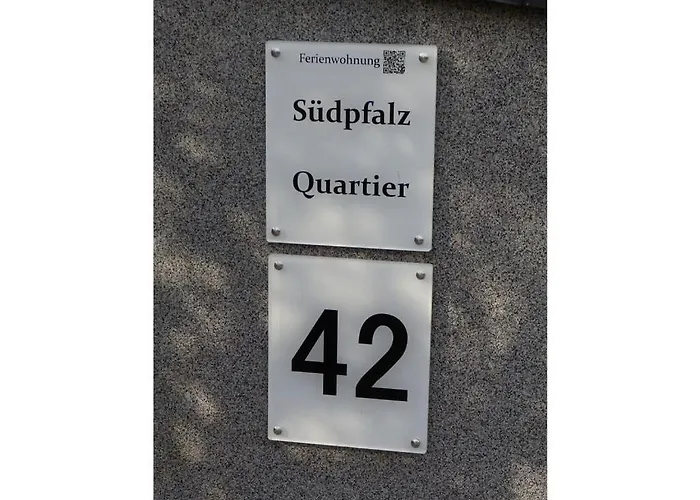 Ferienwohnung
Südpfalz
Quartier
42